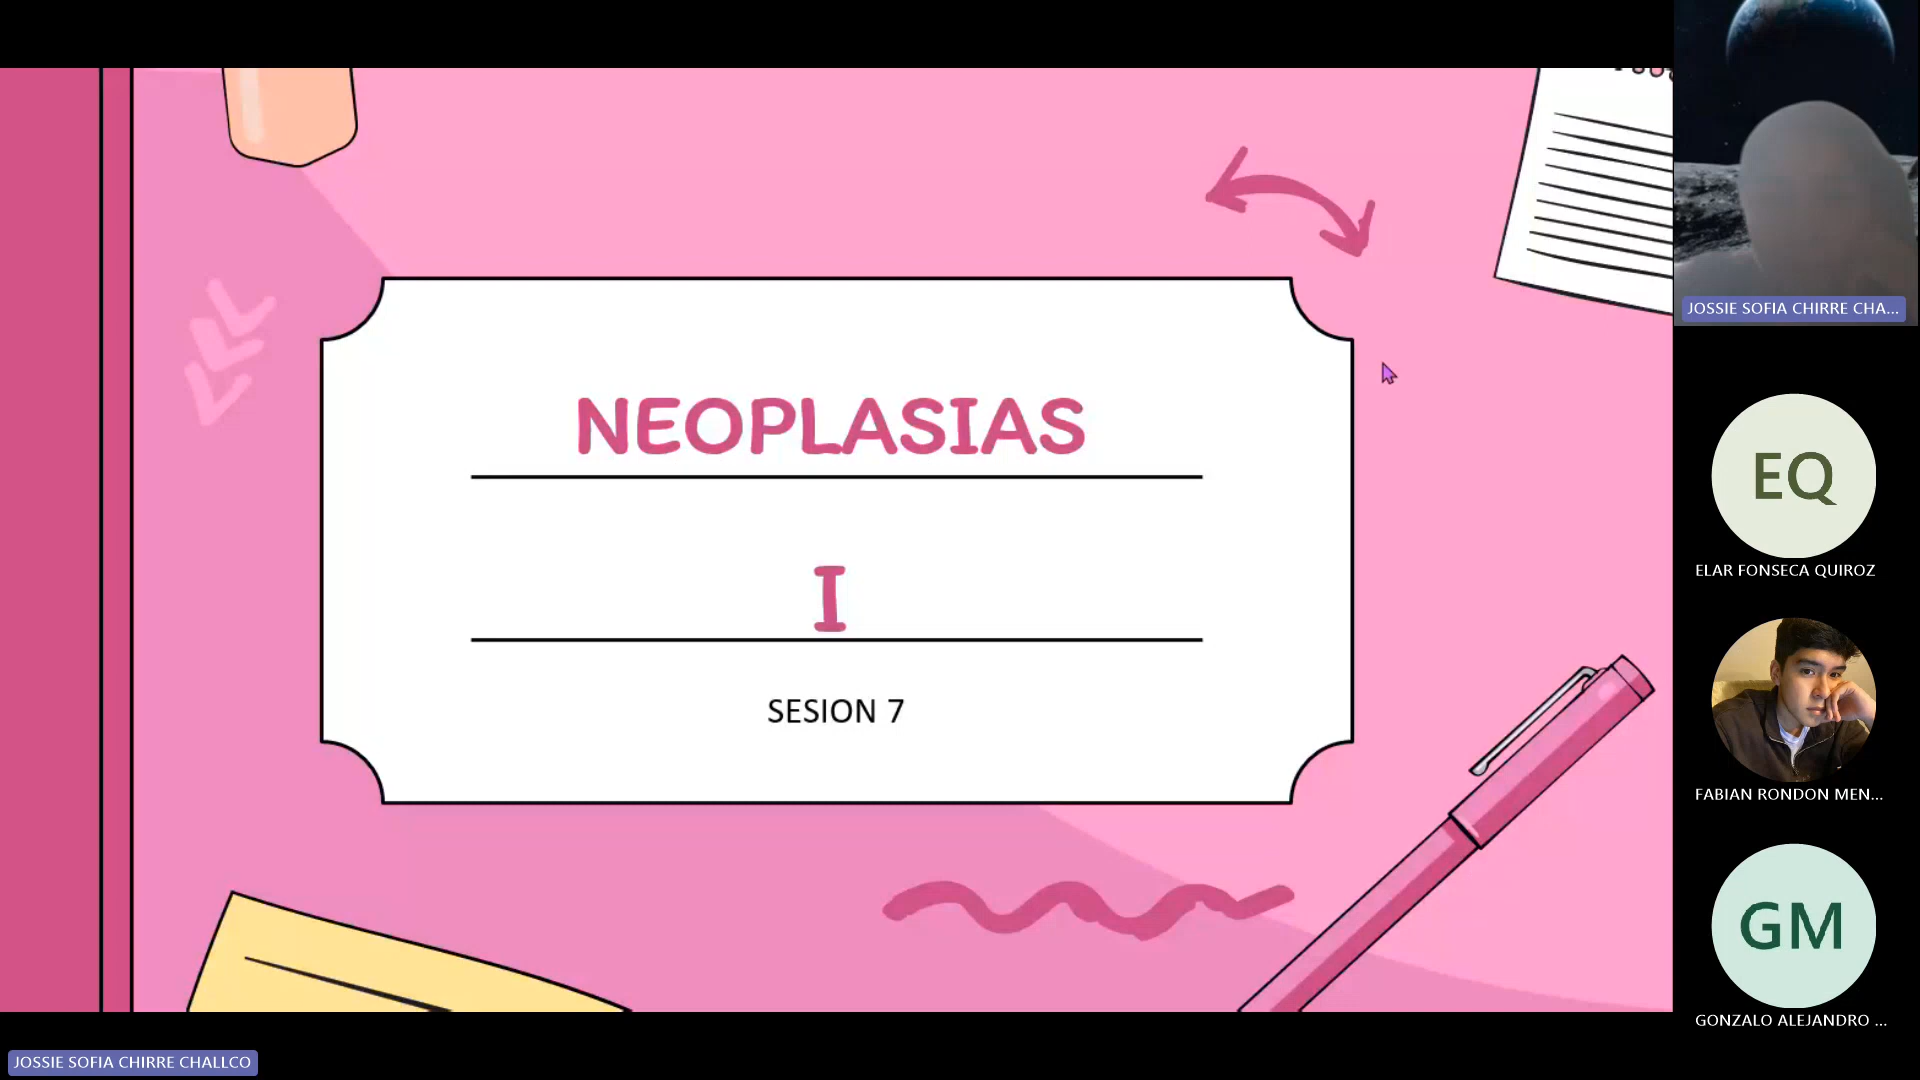 NEOPLASIAS
I
SESION 7
JOSSIE SOFIA CHIRRE CHA...
EQ
ELAR FONSECA QUIROZ
FABIAN RONDON MEN...
GM
GONZALO ALEJANDRO ...
JOSSIE SOFIA CHIRRE CHALLCO